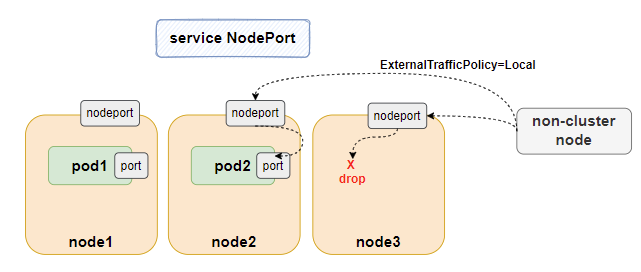 service NodePort
ExternalTrafficPolicy=Local
nodeport
nodeport
nodeport
non-cluster
node
pod1
port
pod2
port
X
drop
node1
node2
node3